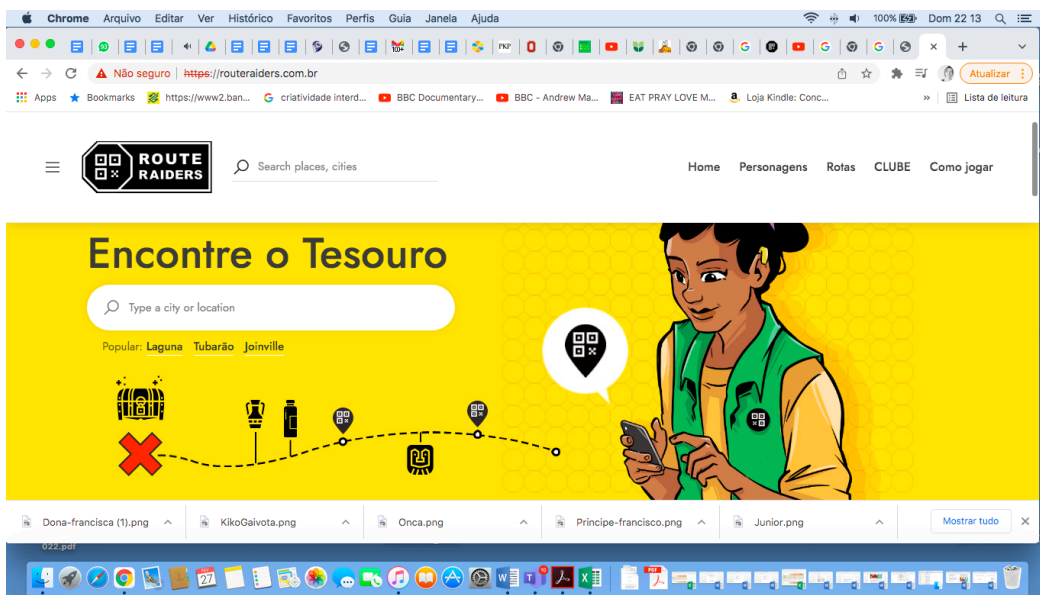 Chrome Arquivo Editar Ver Histórico Favoritos Perfis Guia Janela Ajuda 100% Dom 22 13
Não seguro | https://routeraiders.com.br Atualizar
Apps Bookmarks https://www2.ban... criatividade interd... BBC Documentary... BBC - Andrew Ma... EAT PRAY LOVE M... Loja Kindle: Conc... » Lista de leitura
ROUTE
RAIDERS
Search places, cities
Home Personagens Rotas CLUBE Como jogar
Encontre o Tesouro
Type a city or location
Popular: Laguna Tubarão Joinville
Dona-francisca (1).png KikoGaivota.png Onca.png Principe-francisco.png Junior.png Mostrar tudo
022.pdf